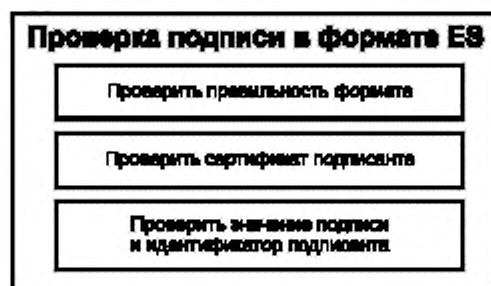 Проверка подписи в формате ES
Проверить правильность формата
Проверить сертификат подписанта
Проверить значение подписи
и идентификатор подписанта